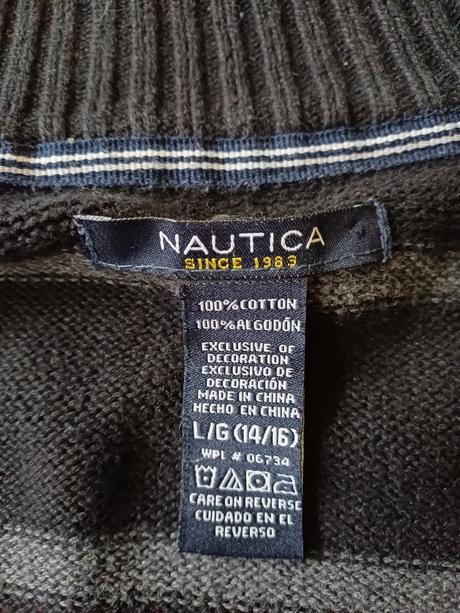 NAUTICA
SINCE 1983
100%COTTON
100%ALGODÓN
EXCLUSIVE OF
DECORATION
EXCLUSIVO DE
DECORACIÓN
MADE IN CHINA
HECHO EN CHINA
L/G (14/16)
WPL # 06734
CARE ON REVERSE
CUIDADO EN EL
REVERSO